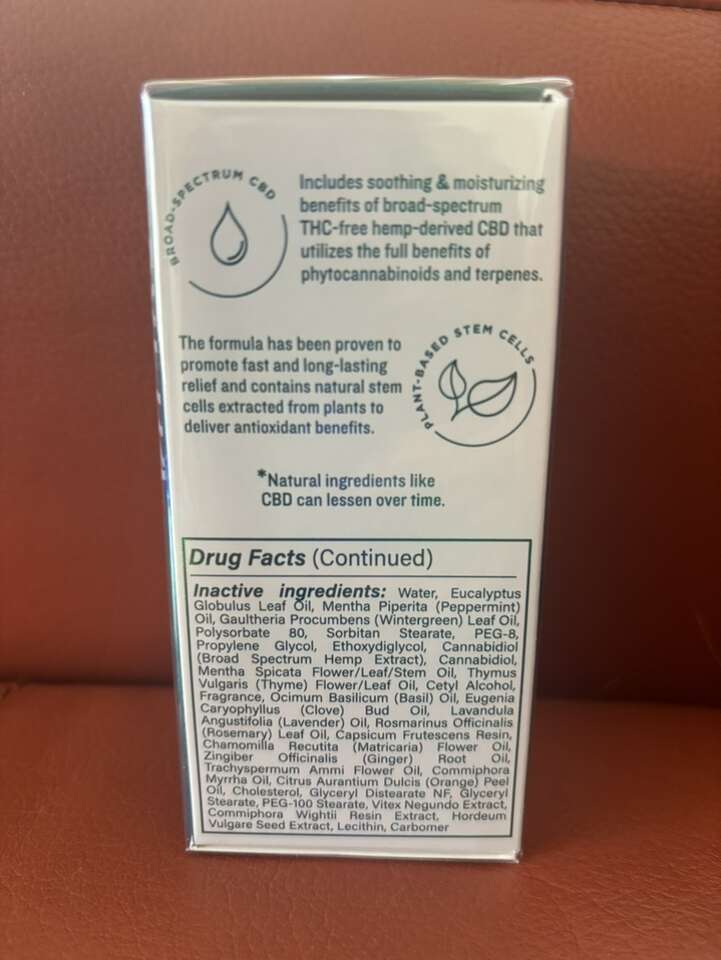 BROAD-SPECTRUM CBD
Includes soothing & moisturizing
benefits of broad-spectrum
THC-free hemp-derived CBD that
utilizes the full benefits of
phytocannabinoids and terpenes.
The formula has been proven to
promote fast and long-lasting
relief and contains natural stem
cells extracted from plants to
deliver antioxidant benefits.
PLANT-BASED STEM CELLS
*Natural ingredients like
CBD can lessen over time.
Drug Facts (Continued)
Inactive ingredients: Water, Eucalyptus
Globulus Leaf Oil, Mentha Piperita (Peppermint)
Oil, Gaultheria Procumbens (Wintergreen) Leaf Oil,
Polysorbate 80, Sorbitan Stearate, PEG-8,
Propylene Glycol, Ethoxydiglycol, Cannabidiol
(Broad Spectrum Hemp Extract), Cannabidiol,
Mentha Spicata Flower/Leaf/Stem Oil, Thymus
Vulgaris (Thyme) Flower/Leaf Oil, Cetyl Alcohol,
Fragrance, Ocimum Basilicum (Basil) Oil, Eugenia
Caryophyllus (Clove) Bud Oil, Lavandula
Angustifolia (Lavender) Oil, Rosmarinus Officinalis
(Rosemary) Leaf Oil, Capsicum Frutescens Resin,
Chamomilla Recutita (Matricaria) Flower Oil,
Zingiber Officinalis (Ginger) Root Oil,
Trachyspermum Ammi Flower Oil, Commiphora
Myrrha Oil, Citrus Aurantium Dulcis (Orange) Peel
Oil, Cholesterol, Glyceryl Distearate NF, Glyceryl
Stearate, PEG-100 Stearate, Vitex Negundo Extract,
Commiphora Wightii Resin Extract, Hordeum
Vulgare Seed Extract, Lecithin, Carbomer